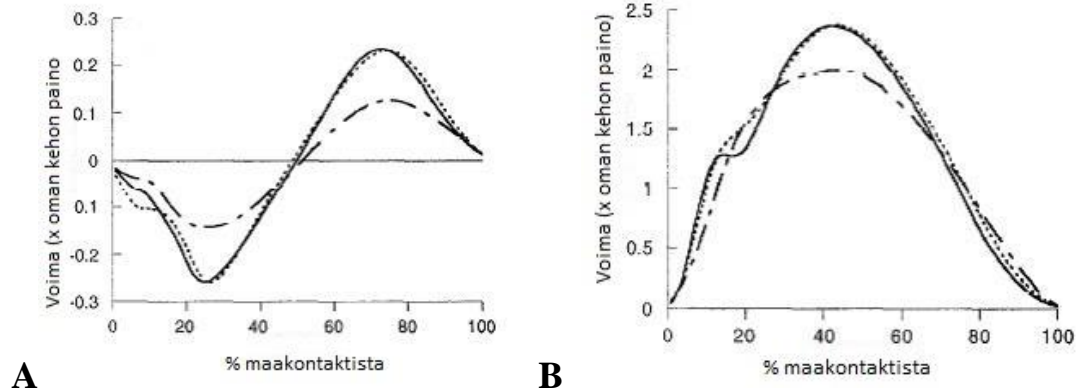 0.3
0.2
0.1
0
0.1
-0.2
-0.3
0 20 40 60 80 100
Voima (x oman kehon paino
% maakontaktista
A
2.5
2
1.5
1
0.5
0
0 20 40 60 80 100
Voima (x oman kehon paino)
% maakontaktista
B